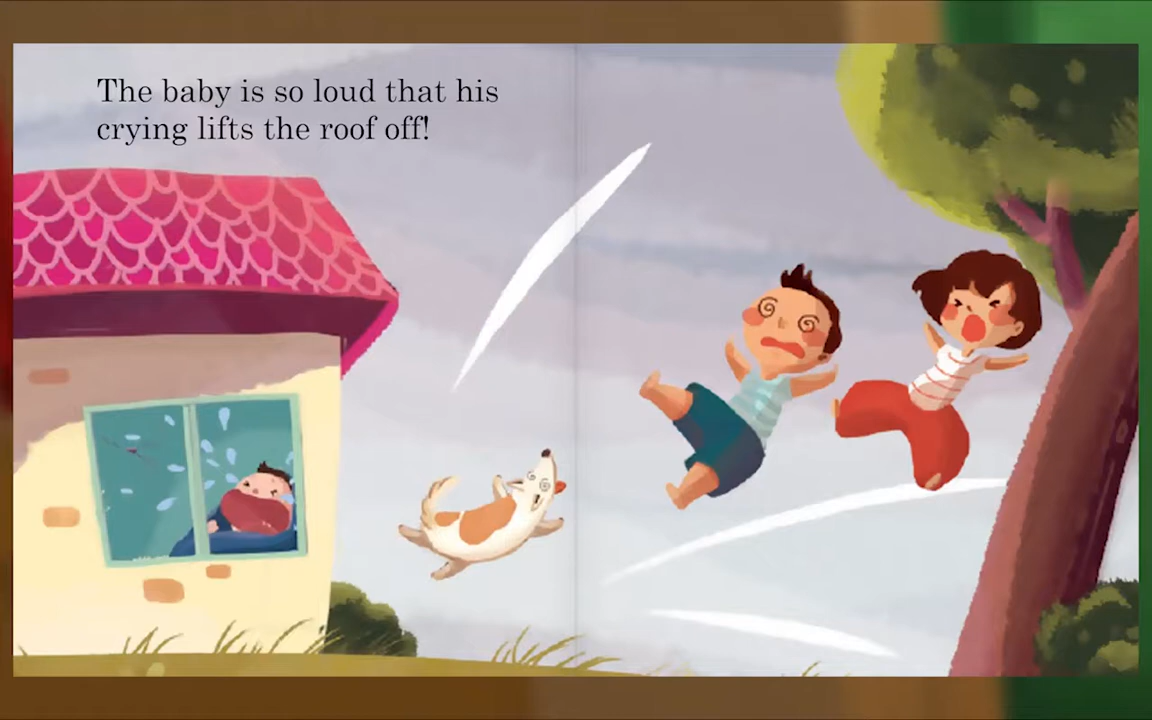 The baby is so loud that his
crying lifts the roof off!